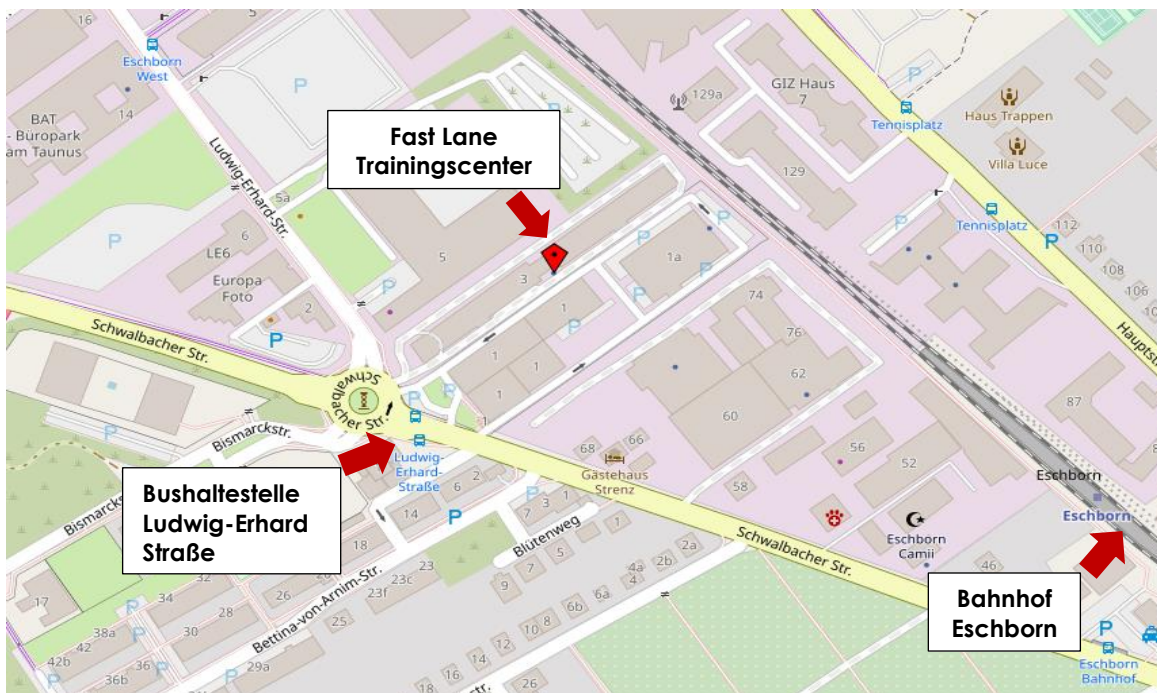 16
Eschborn
West
5
P
129a
GIZ Haus
7
P
Haus Trappen
Tennisplatz
Villa Luce
BAT
- Büropark
am Taunus
14
Fast Lane
Trainingscenter
Ludwig-Erhard-Str.
129
5a
P
P
Tennisplatz
112
P
110
108
106
LE6
6
Europa
Foto
2
P
5
3
1a
P
1
P
74
76
62
60
Hauptst
Schwalbacher Str.
Schwalbacher Str.
1
1
1
1
1
P
P
Bismarckstr.
Bismarckstr.
Ludwig-
Erhard-
Straße
68
66
Gästehaus
Strenz
58
56
52
87
Eschborn
Eschborn
Bushaltestelle
Ludwig-Erhard
Straße
2
6
14
P
18
1
3
7
Blütenweg
1
5
7
9
Schwalbacher Str.
Eschborn
Camii
46
2a
2b
4a
4
6a
6b
8
10
12
14
16
18
26
Bettina-von-Arnim-Str.
23
23c
23f
25
17
32
34
26
28
30
38a
42
42b
36
36b
29a
P
Bahnhof
Eschborn
P
Eschborn
Bahnhof